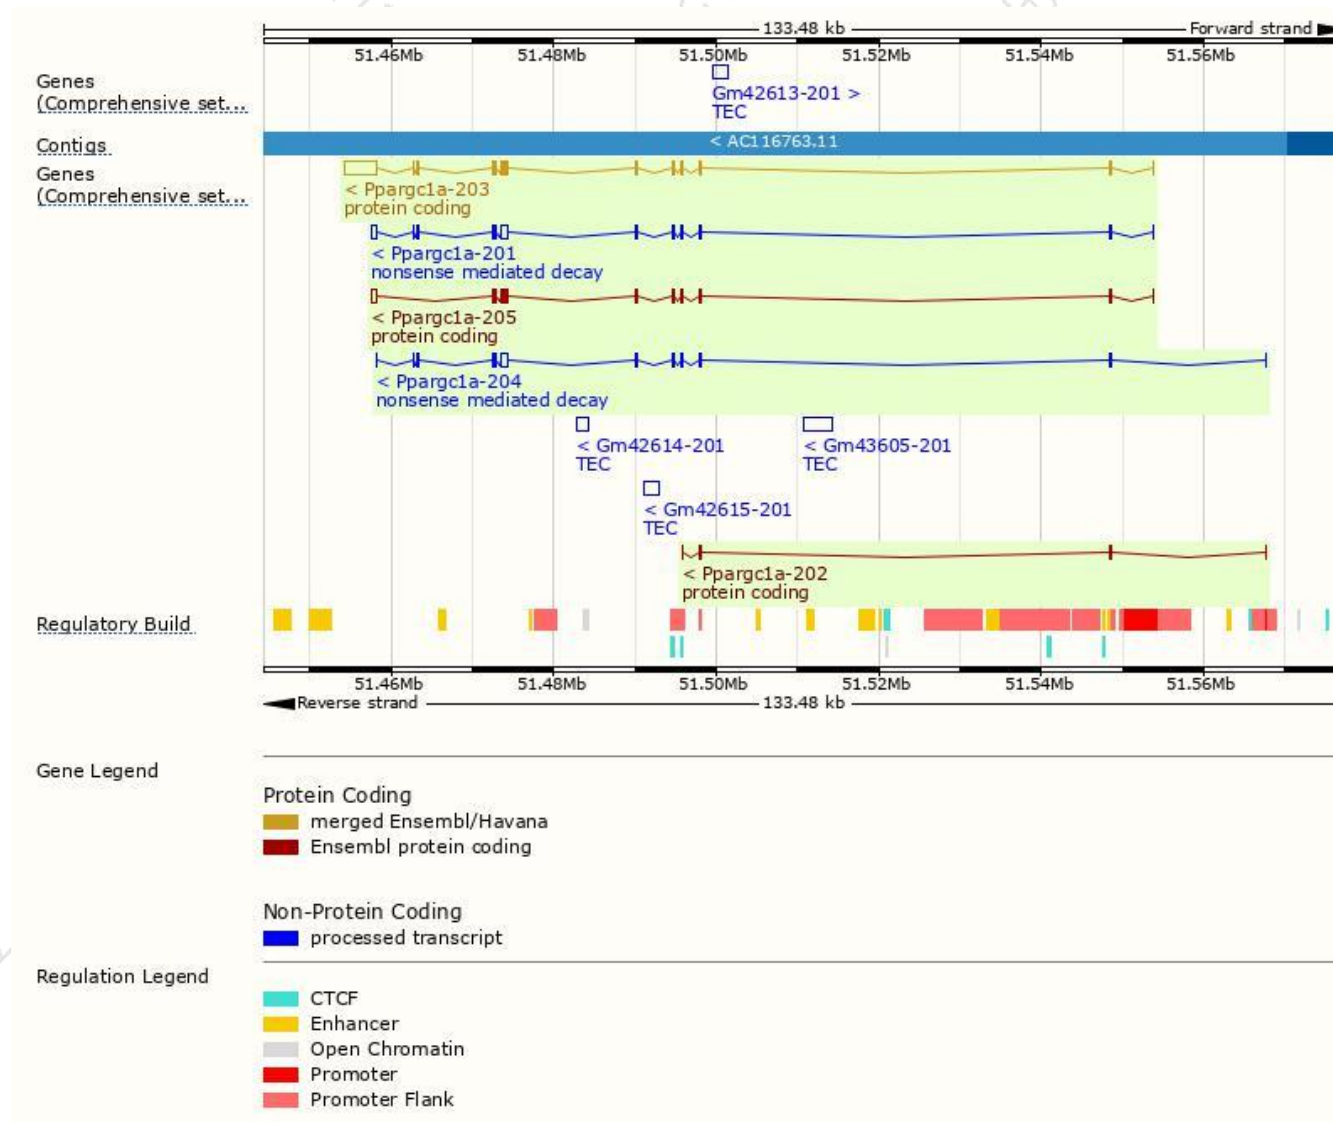 133.48 kb
Forward strand
51.46Mb 51.48Mb 51.50Mb 51.52Mb 51.54Mb 51.56Mb
Genes
(Comprehensive set...
Gm42613-201 >
TEC
Contigs
< AC116763.11
Genes
(Comprehensive set...
< Ppargc1a-203
protein coding
< Ppargc1a-201
nonsense mediated decay
< Ppargc1a-205
protein coding
< Ppargc1a-204
nonsense mediated decay
< Gm42614-201
TEC
< Gm43605-201
TEC
< Gm42615-201
TEC
< Ppargc1a-202
protein coding
Regulatory Build
51.46Mb 51.48Mb 51.50Mb 51.52Mb 51.54Mb 51.56Mb
Reverse strand
133.48 kb
Gene Legend
Protein Coding
merged Ensembl/Havana
Ensembl protein coding
Non-Protein Coding
processed transcript
Regulation Legend
CTCF
Enhancer
Open Chromatin
Promoter
Promoter Flank